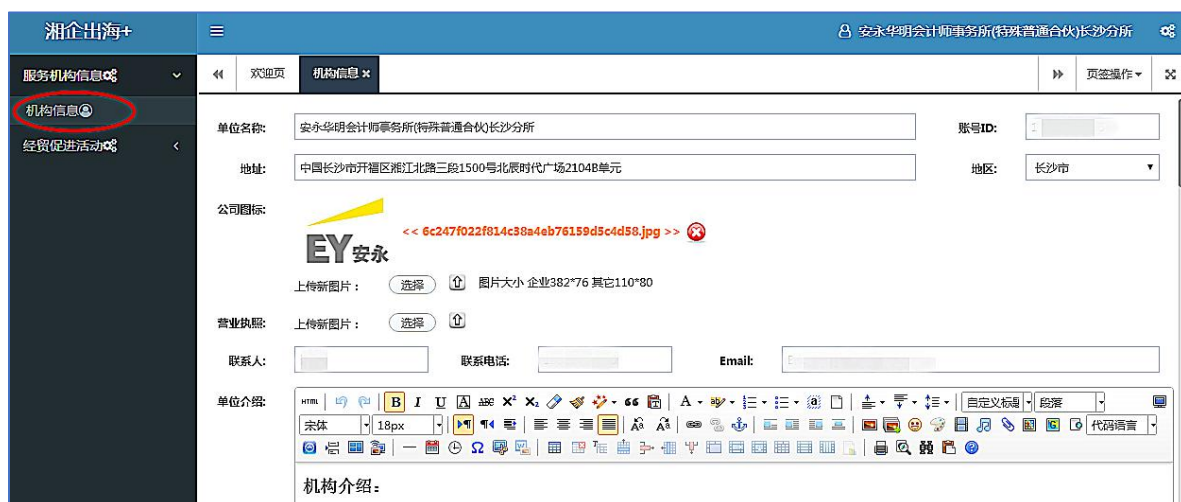 湘企出海+
安永华明会计师事务所(特殊普通合伙)长沙分所
服务机构信息
欢迎页
机构信息
页签操作
机构信息
经贸促进活动
单位名称: 安永华明会计师事务所(特殊普通合伙)长沙分所
账号ID:
地址: 中国长沙市开福区湘江北路三段1500号北辰时代广场2104B单元
地区: 长沙市
公司图标:
EY安永
<< 6c247f022f814c38a4eb76159d5c4d58.jpg >>
上传新图片: 选择 图片大小 企业382*76 其它110*80
营业执照: 上传新图片: 选择
联系人: 联系电话: Email:
单位介绍:
HTML B I U A ABC X² X₂ 66 A ab a 自定义标题 段落
宋体 18px 代码语言
机构介绍: